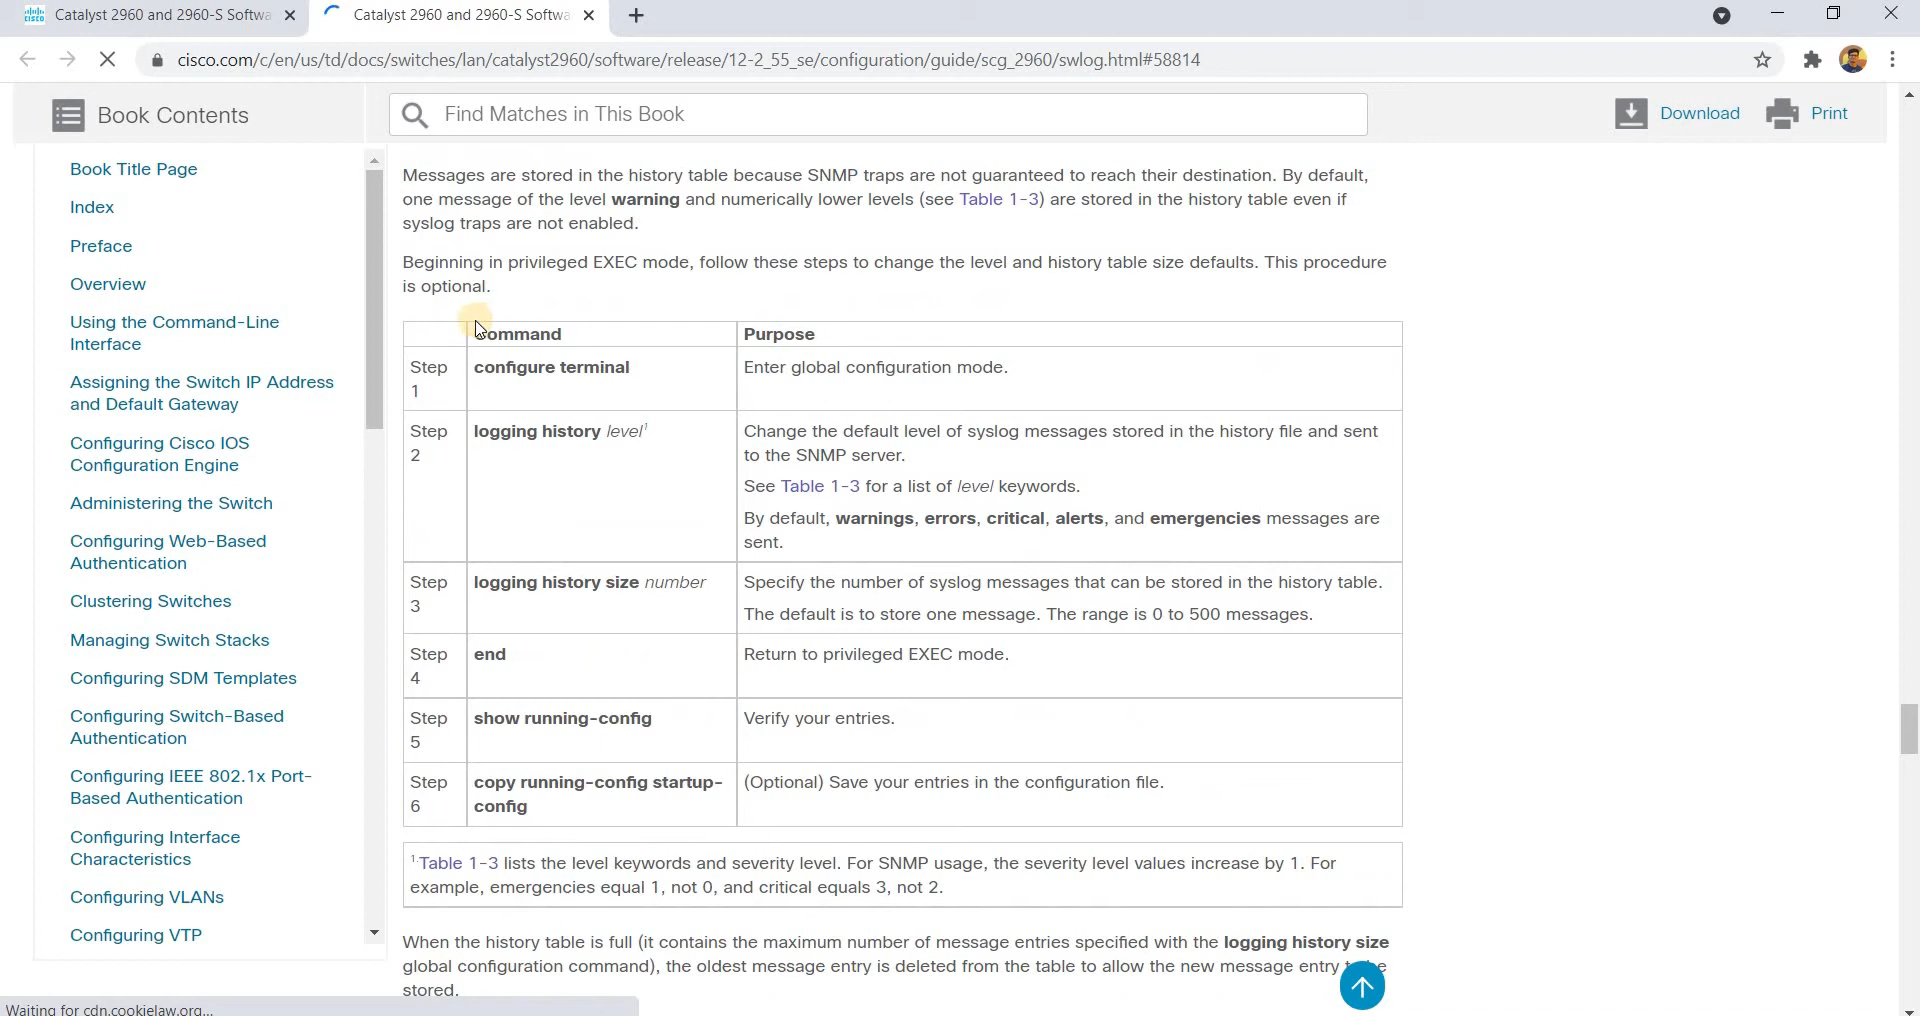 Catalyst 2960 and 2960-S Softwa
Catalyst 2960 and 2960-S Softwa
cisco.com/c/en/us/td/docs/switches/lan/catalyst2960/software/release/12-2_55_se/configuration/guide/scg_2960/swlog.html#58814
Book Contents
Find Matches in This Book
Download
Print
Book Title Page
Index
Preface
Overview
Using the Command-Line
Interface
Assigning the Switch IP Address
and Default Gateway
Configuring Cisco IOS
Configuration Engine
Administering the Switch
Configuring Web-Based
Authentication
Clustering Switches
Managing Switch Stacks
Configuring SDM Templates
Configuring Switch-Based
Authentication
Configuring IEEE 802.1x Port-
Based Authentication
Configuring Interface
Characteristics
Configuring VLANs
Configuring VTP
Messages are stored in the history table because SNMP traps are not guaranteed to reach their destination. By default,
one message of the level warning and numerically lower levels (see Table 1-3) are stored in the history table even if
syslog traps are not enabled.
Beginning in privileged EXEC mode, follow these steps to change the level and history table size defaults. This procedure
is optional.
Command Purpose
Step configure terminal Enter global configuration mode.
1
Step logging history level¹ Change the default level of syslog messages stored in the history file and sent
2 to the SNMP server.
See Table 1-3 for a list of level keywords.
By default, warnings, errors, critical, alerts, and emergencies messages are
sent.
Step logging history size number Specify the number of syslog messages that can be stored in the history table.
3 The default is to store one message. The range is 0 to 500 messages.
Step end Return to privileged EXEC mode.
4
Step show running-config Verify your entries.
5
Step copy running-config startup- (Optional) Save your entries in the configuration file.
6 config
1.Table 1-3 lists the level keywords and severity level. For SNMP usage, the severity level values increase by 1. For
example, emergencies equal 1, not 0, and critical equals 3, not 2.
When the history table is full (it contains the maximum number of message entries specified with the logging history size
global configuration command), the oldest message entry is deleted from the table to allow the new message entry to be
stored.
Waiting for cdn.cookielaw.org...